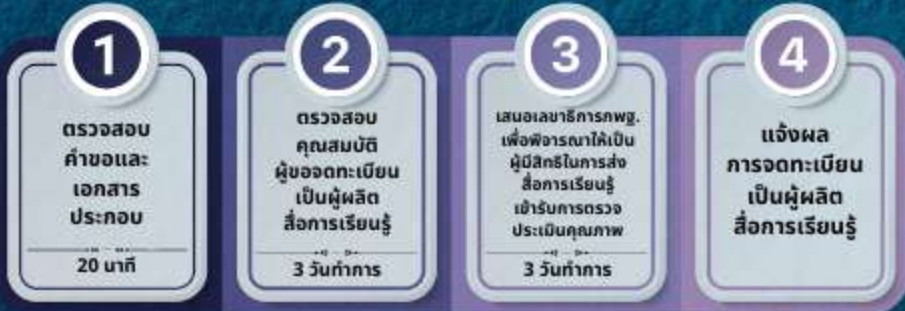 1
ตรวจสอบ
คำขอและ
เอกสาร
ประกอบ
20 นาที
2
ตรวจสอบ
คุณสมบัติ
ผู้ขอจดทะเบียน
เป็นผู้ผลิต
สื่อการเรียนรู้
3 วันทำการ
3
เสนอเลขาธิการกพฐ.
เพื่อพิจารณาให้เป็น
ผู้มีสิทธิในการส่ง
สื่อการเรียนรู้
เข้ารับการตรวจ
ประเมินคุณภาพ
3 วันทำการ
4
แจ้งผล
การจดทะเบียน
เป็นผู้ผลิต
สื่อการเรียนรู้